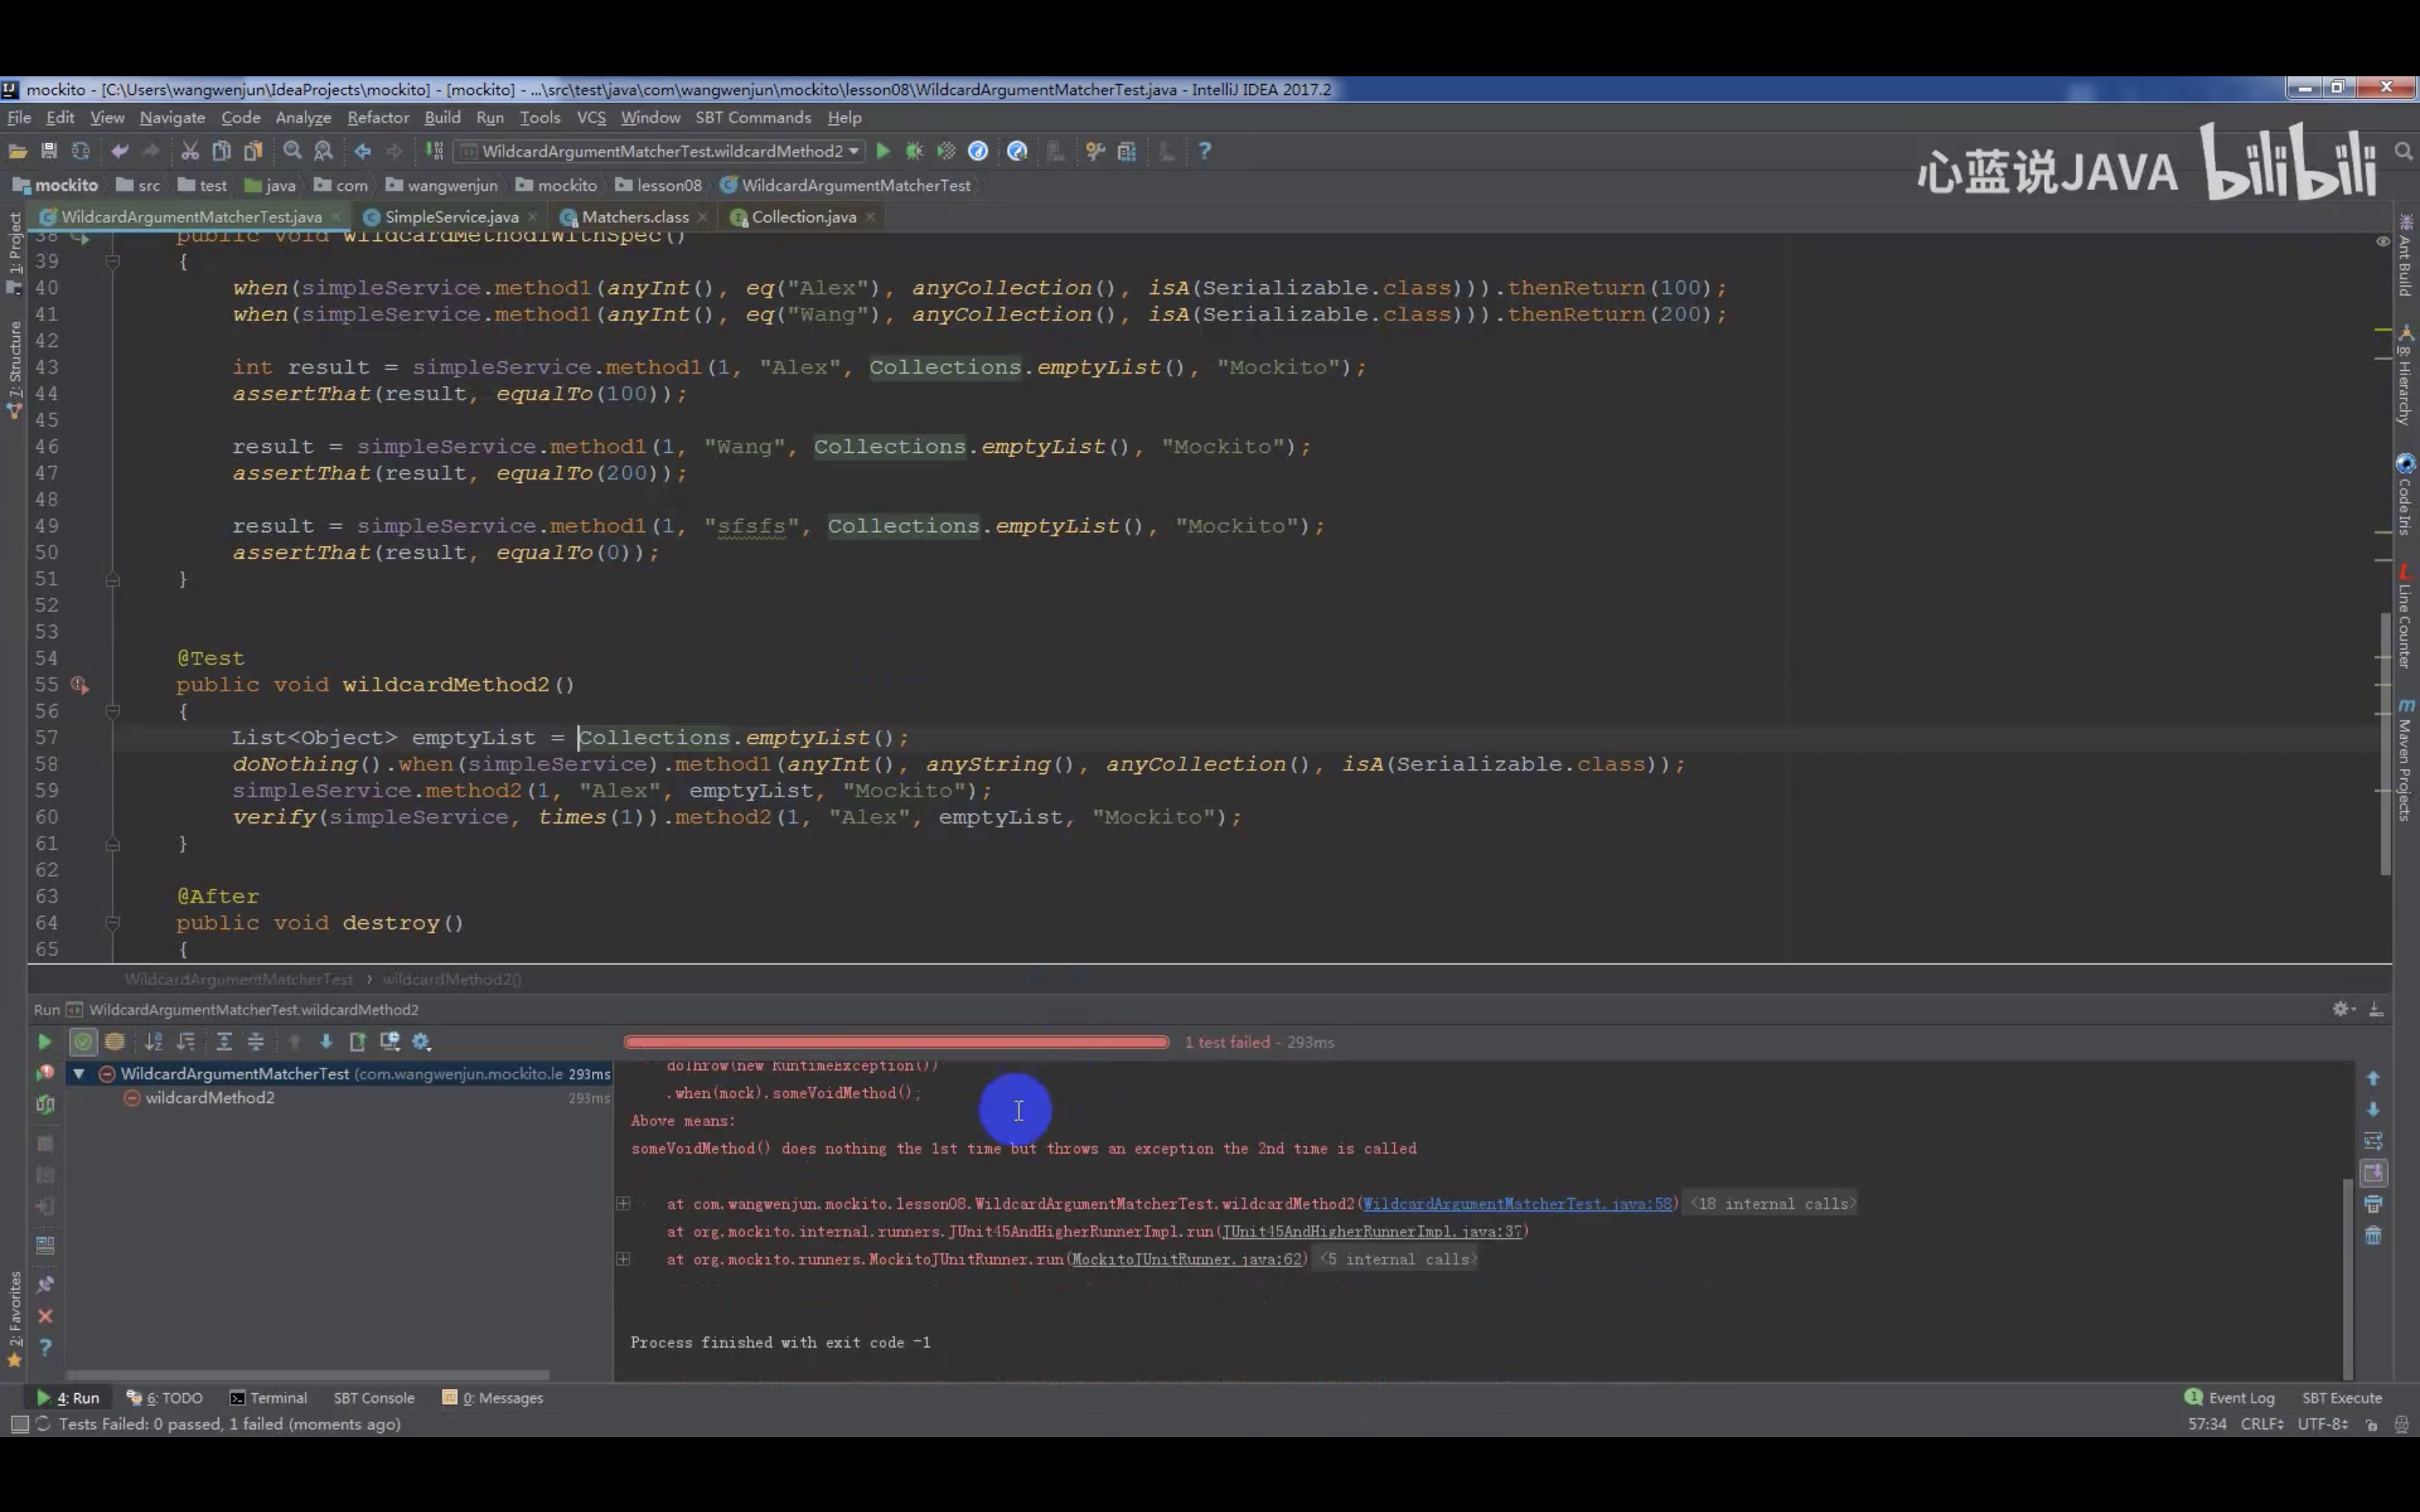 mockito - [C:\Users\wangwenjun\IdeaProjects\mockito] - [mockito] - ...\src\test\java\com\wangwenjun\mockito\lesson08\WildcardArgumentMatcherTest.java - IntelliJ IDEA 2017.2
File Edit View Navigate Code Analyze Refactor Build Run Tools VCS Window SBT Commands Help
WildcardArgumentMatcherTest.wildcardMethod2
心蓝说JAVA bilibili
mockito src test java com wangwenjun mockito lesson08 WildcardArgumentMatcherTest
WildcardArgumentMatcherTest.java SimpleService.java Matchers.class Collection.java
38 public void wildcardMethod1WithSpec()
39 {
40 when(simpleService.method1(anyInt(), eq("Alex"), anyCollection(), isA(Serializable.class))).thenReturn(100);
41 when(simpleService.method1(anyInt(), eq("Wang"), anyCollection(), isA(Serializable.class))).thenReturn(200);
42
43 int result = simpleService.method1(1, "Alex", Collections.emptyList(), "Mockito");
44 assertThat(result, equalTo(100));
45
46 result = simpleService.method1(1, "Wang", Collections.emptyList(), "Mockito");
47 assertThat(result, equalTo(200));
48
49 result = simpleService.method1(1, "sfsfs", Collections.emptyList(), "Mockito");
50 assertThat(result, equalTo(0));
51 }
52
53
54 @Test
55 public void wildcardMethod2()
56 {
57 List<Object> emptyList = Collections.emptyList();
58 doNothing().when(simpleService).method1(anyInt(), anyString(), anyCollection(), isA(Serializable.class));
59 simpleService.method2(1, "Alex", emptyList, "Mockito");
60 verify(simpleService, times(1)).method2(1, "Alex", emptyList, "Mockito");
61 }
62
63 @After
64 public void destroy()
65 {
1: Project
7: Structure
2: Favorites
Ant Build
8: Hierarchy
Code Iris
Line Counter
Maven Projects
WildcardArgumentMatcherTest › wildcardMethod2()
Run WildcardArgumentMatcherTest.wildcardMethod2
1 test failed - 293ms
WildcardArgumentMatcherTest (com.wangwenjun.mockito.le 293ms
wildcardMethod2 293ms
doThrow(new RuntimeException())
.when(mock).someVoidMethod();
Above means:
someVoidMethod() does nothing the 1st time but throws an exception the 2nd time is called
at com.wangwenjun.mockito.lesson08.WildcardArgumentMatcherTest.wildcardMethod2(WildcardArgumentMatcherTest.java:58) <18 internal calls>
at org.mockito.internal.runners.JUnit45AndHigherRunnerImpl.run(JUnit45AndHigherRunnerImpl.java:37)
at org.mockito.runners.MockitoJUnitRunner.run(MockitoJUnitRunner.java:62) <5 internal calls>
Process finished with exit code -1
4: Run 6: TODO Terminal SBT Console 0: Messages 1 Event Log SBT Execute
Tests Failed: 0 passed, 1 failed (moments ago) 57:34 CRLF UTF-8